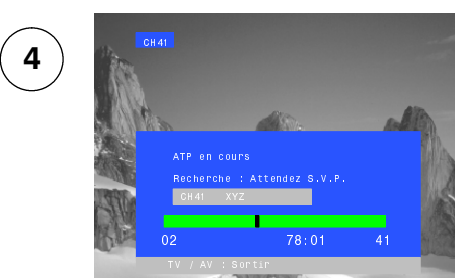 4
CH41
ATP en cours
Recherche : Attendez S.V.P.
CH41 XYZ
02 78:01 41
TV / AV : Sortir